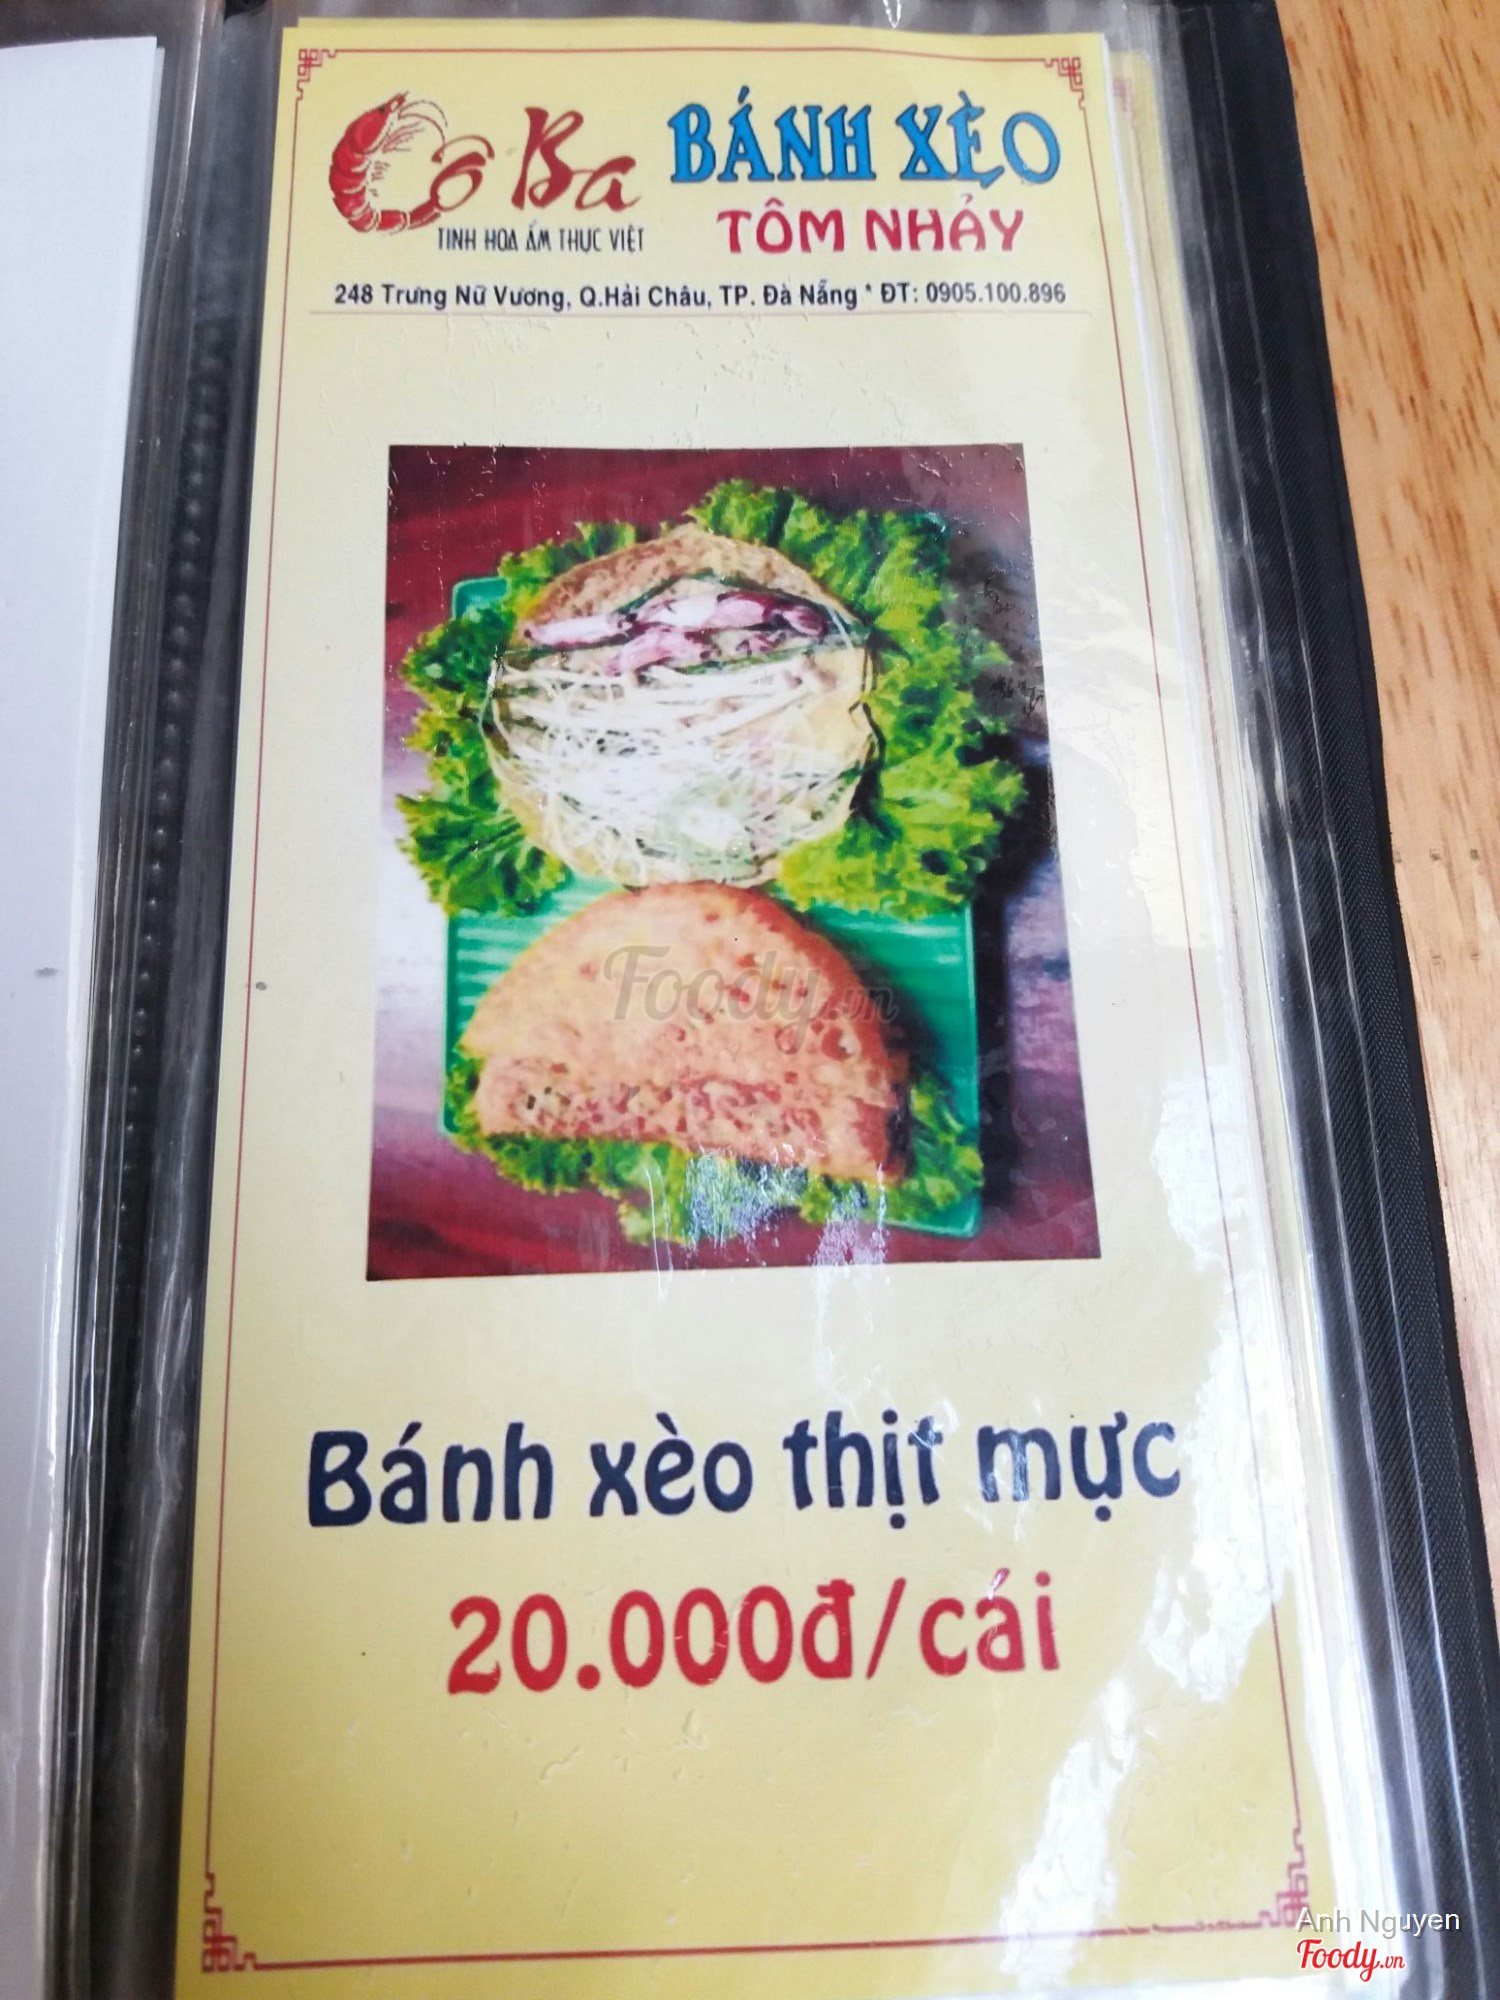 Cô Ba
BÁNH XÈO
TÔM NHẢY
TINH HOA ẨM THỰC VIỆT
248 Trưng Nữ Vương, Q.Hải Châu, TP. Đà Nẵng * ĐT: 0905.100.896
Foody.vn
Bánh xèo thịt mực
20.000đ/cái
Anh Nguyen
Foody.vn